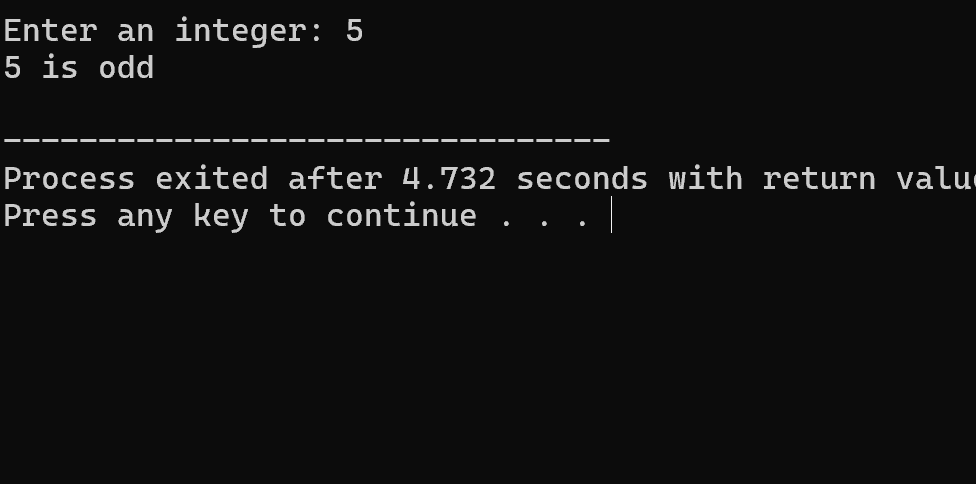 Enter an integer: 5
5 is odd
--------------------------------
Process exited after 4.732 seconds with return
Press any key to continue . . .